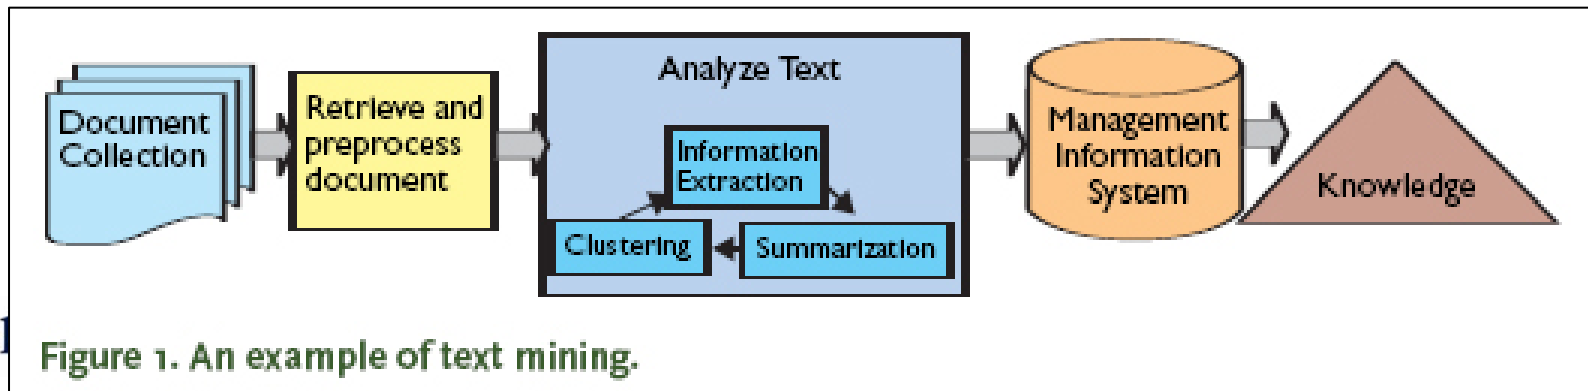 Document
Collection
Retrieve and
preprocess
document
Analyze Text
Information
Extraction
Clustering
Summarization
Management
Information
System
Knowledge
Figure 1. An example of text mining.